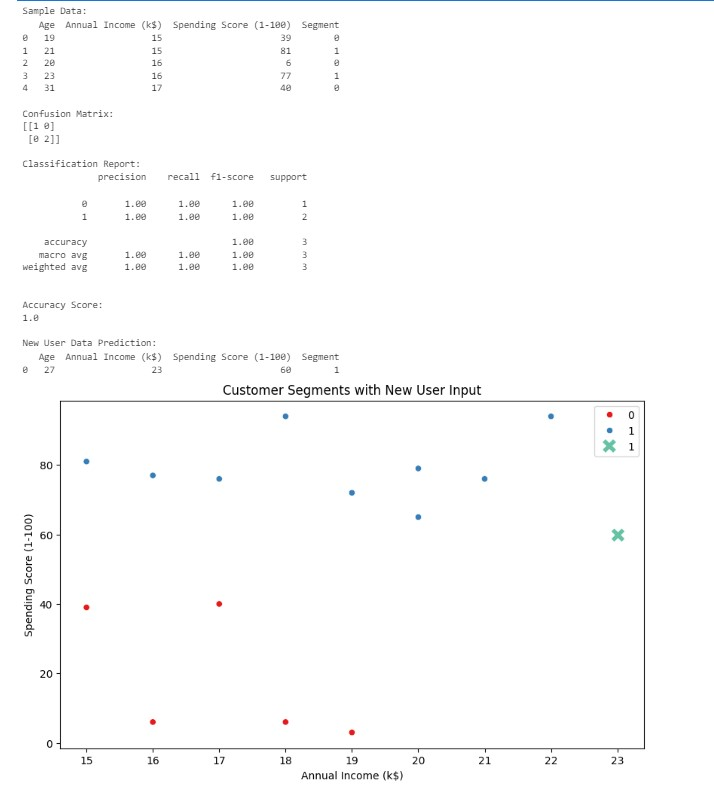 Sample Data:
Age Annual Income (k$) Spending Score (1-100) Segment
0 19 15 39 0
1 21 15 81 1
2 20 16 6 0
3 23 16 77 1
4 31 17 40 0
Confusion Matrix:
[[1 0]
[0 2]]
Classification Report:
precision recall f1-score support
0 1.00 1.00 1.00 1
1 1.00 1.00 1.00 2
accuracy 1.00 3
macro avg 1.00 1.00 1.00 3
weighted avg 1.00 1.00 1.00 3
Accuracy Score:
1.0
New User Data Prediction:
Age Annual Income (k$) Spending Score (1-100) Segment
0 27 23 60 1
Customer Segments with New User Input
0
1
1
80
60
40
20
0
Spending Score (1-100)
15 16 17 18 19 20 21 22 23
Annual Income (k$)